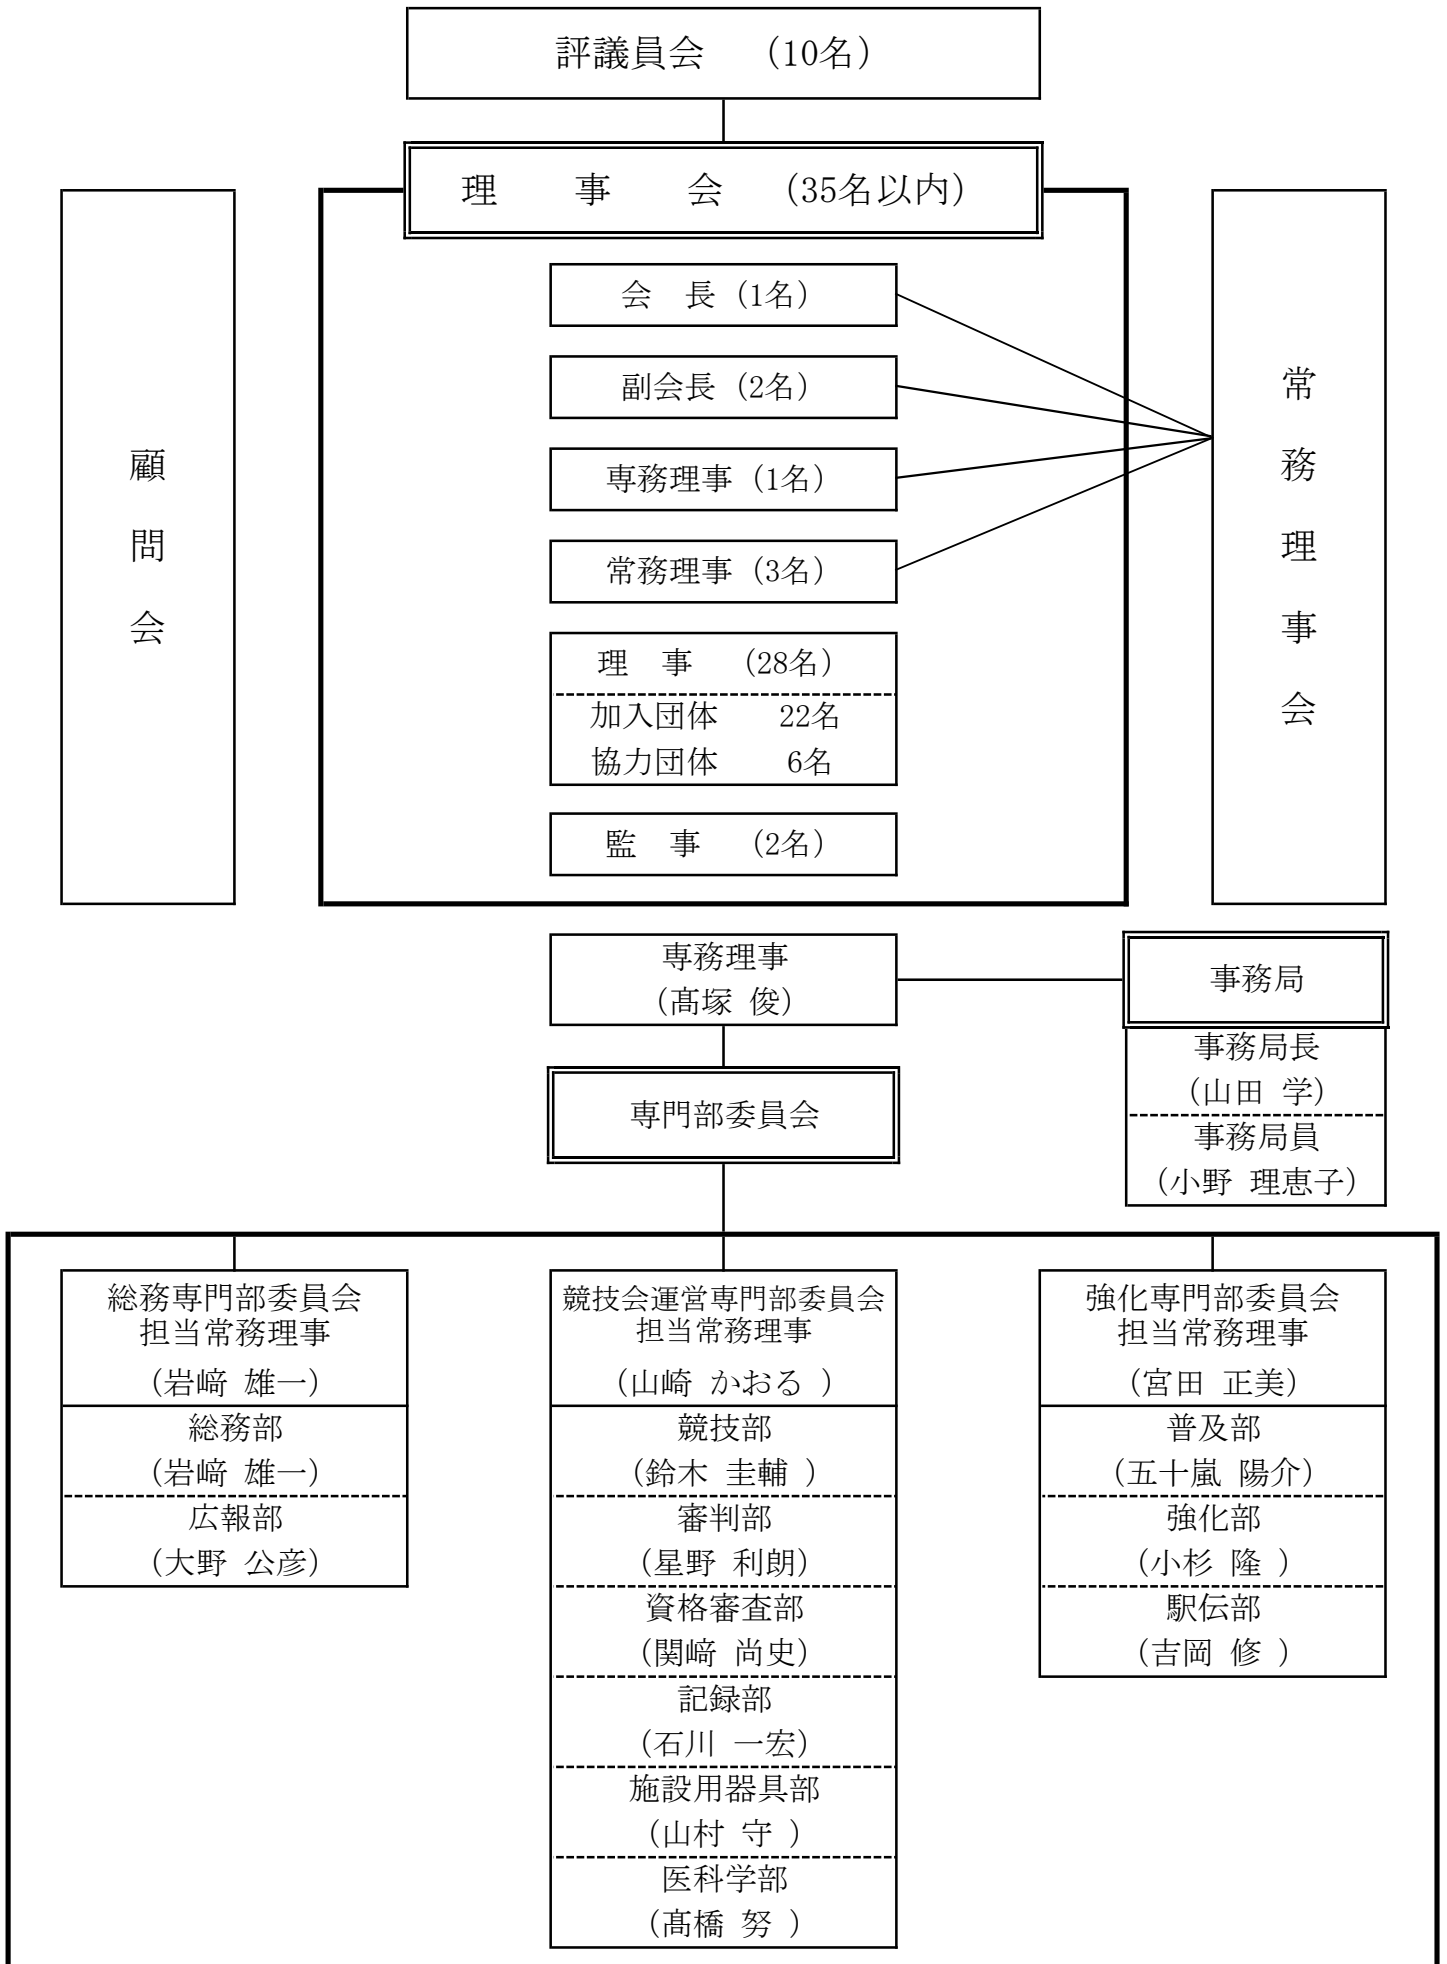 評議員会 （10名）
理 事 会 （35名以内）
顧問会
会 長（1名）
副会長（2名）
専務理事（1名）
常務理事（3名）
理 事 （28名）
加入団体 22名
協力団体 6名
監 事 （2名）
常務理事会
専務理事
（髙塚 俊）
事務局
事務局長
（山田 学）
事務局員
（小野 理恵子）
専門部委員会
総務専門部委員会
担当常務理事
（岩﨑 雄一）
総務部
（岩﨑 雄一）
広報部
（大野 公彦）
競技会運営専門部委員会
担当常務理事
（山崎 かおる ）
競技部
（鈴木 圭輔 ）
審判部
（星野 利朗）
資格審査部
（関﨑 尚史）
記録部
（石川 一宏）
施設用器具部
（山村 守 ）
医科学部
（髙橋 努 ）
強化専門部委員会
担当常務理事
（宮田 正美）
普及部
（五十嵐 陽介）
強化部
（小杉 隆 ）
駅伝部
（吉岡 修 ）